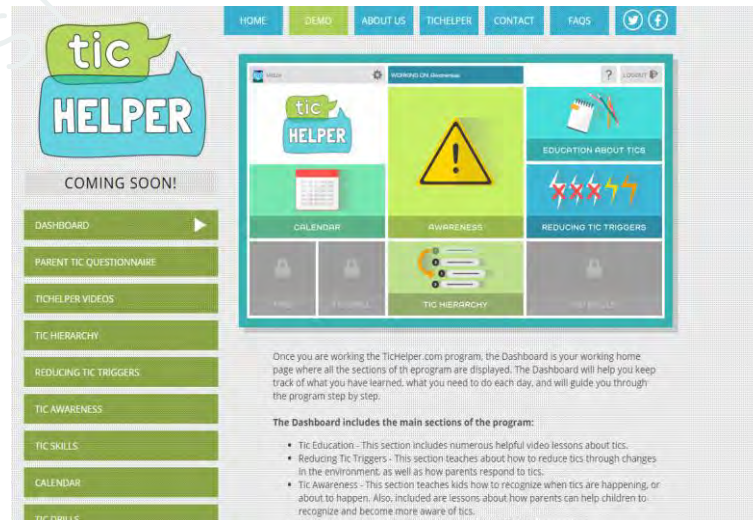 tic
HELPER
COMING SOON!
DASHBOARD
PARENT TIC QUESTIONNAIRE
TICHELPER VIDEOS
TIC HIERARCHY
REDUCING TIC TRIGGERS
TIC AWARENESS
TIC SKILLS
CALENDAR
TIC DRILLS
HOME
DEMO
ABOUT US
TICHELPER
CONTACT
FAQS
WORKING ON: Awareness
?
LOGOUT
tic
HELPER
EDUCATION ABOUT TICS
CALENDAR
AWARENESS
REDUCING TIC TRIGGERS
TIC HIERARCHY
Once you are working the TicHelper.com program, the Dashboard is your working home
page where all the sections of th eprogram are displayed. The Dashboard will help you keep
track of what you have learned, what you need to do each day, and will guide you through
the program step by step.
The Dashboard includes the main sections of the program:
• Tic Education - This section includes numerous helpful video lessons about tics.
• Reducing Tic Triggers - This section teaches about how to reduce tics through changes
in the environment, as well as how parents respond to tics.
• Tic Awareness - This section teaches kids how to recognize when tics are happening, or
about to happen. Also, included are lessons about how parents can help children to
recognize and become more aware of tics.